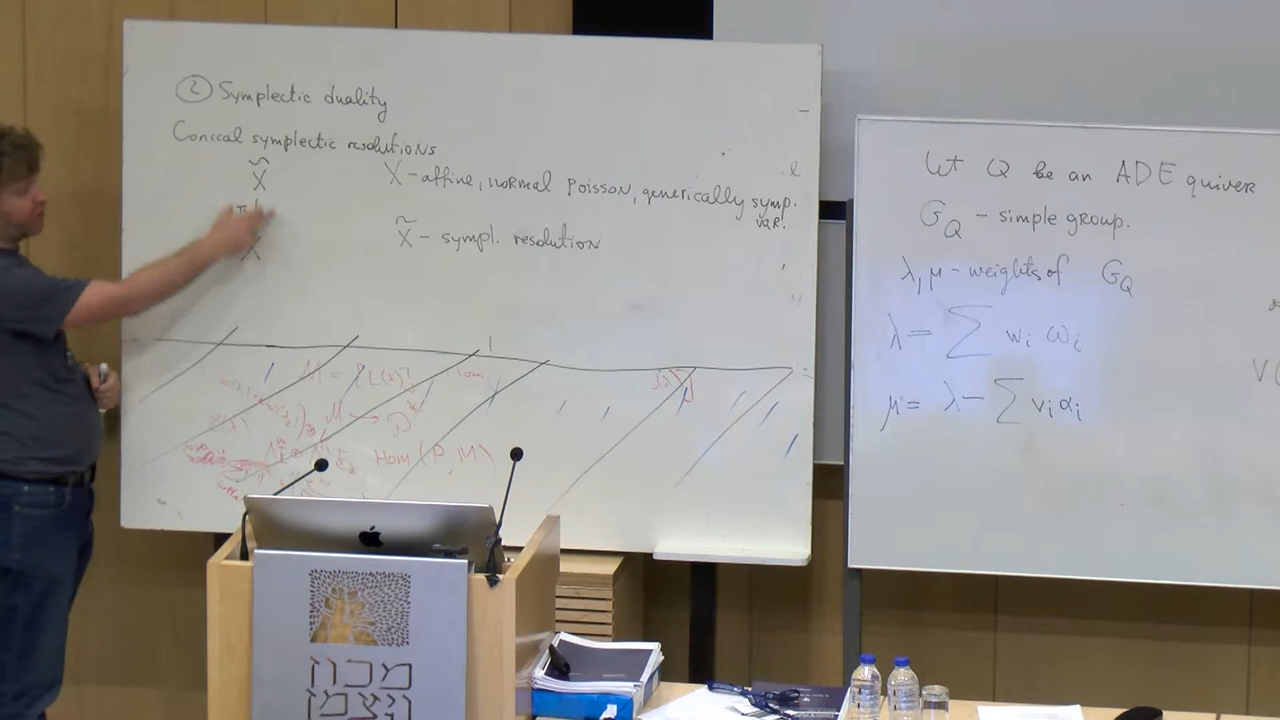 ② Symplectic duality
Conical symplectic resolutions
X̃
π
X
X - affine, normal Poisson, generically symp.
var.
X̃ - sympl. resolution
Hom (P, M)
Let Q be an ADE quiver
G_Q - simple group.
λ, μ - weights of G_Q
λ = Σ w_i ω_i
μ = λ - Σ v_i α_i
מכון
ויצמן